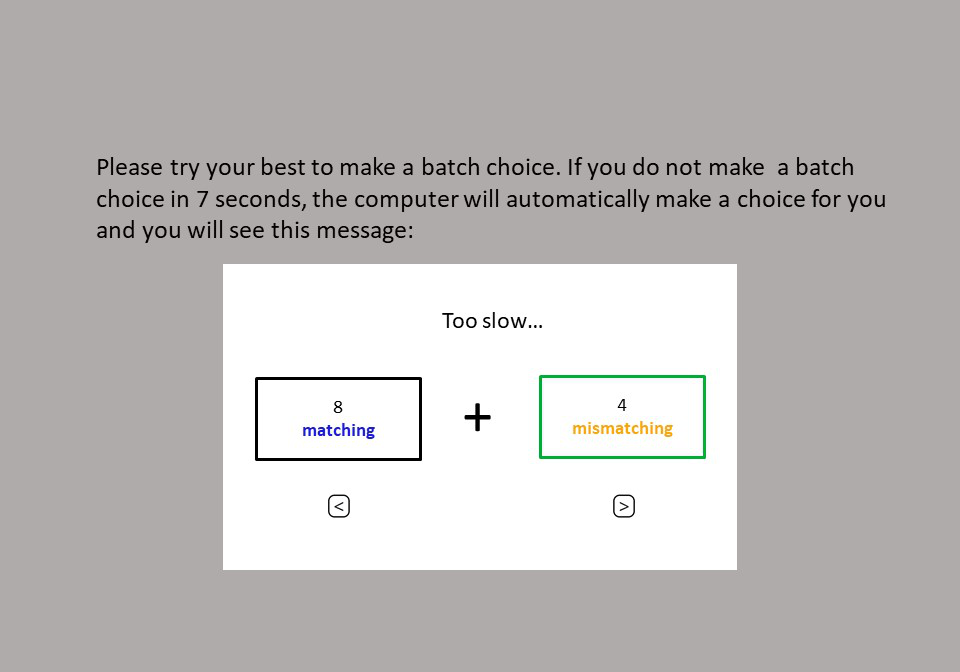 Please try your best to make a batch choice. If you do not make  a batch
choice in 7 seconds, the computer will automatically make a choice for you
and you will see this message:
Too slow...
8
matching
+
4
mismatching
<
>